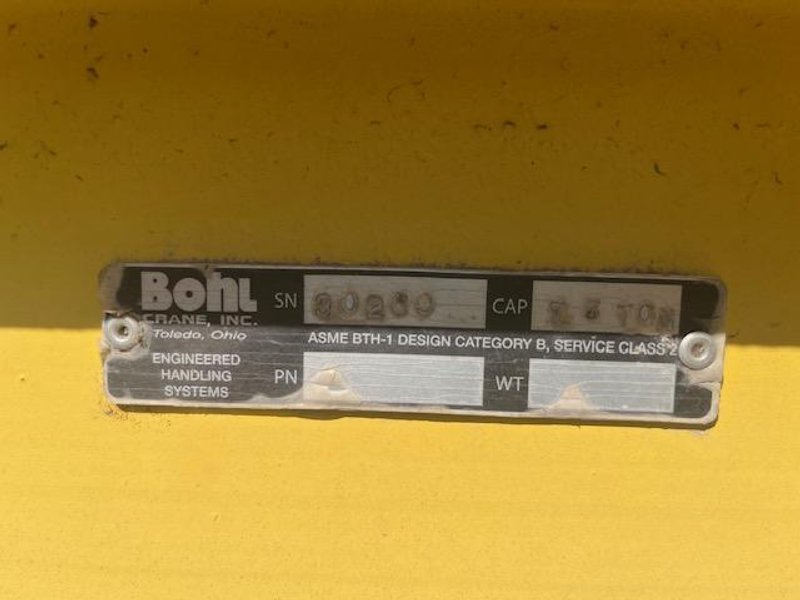 Bohl SN CAP TON
CRANE, INC.
Toledo, Ohio
ASME BTH-1 DESIGN CATEGORY B, SERVICE CLASS 2
ENGINEERED
HANDLING
SYSTEMS
PN WT